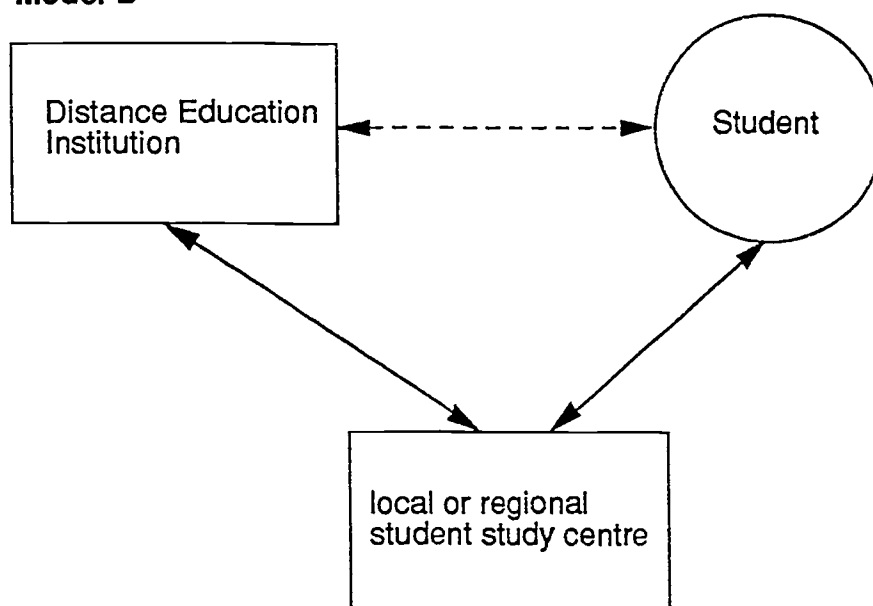 Distance Education
Institution
Student
local or regional
student study centre